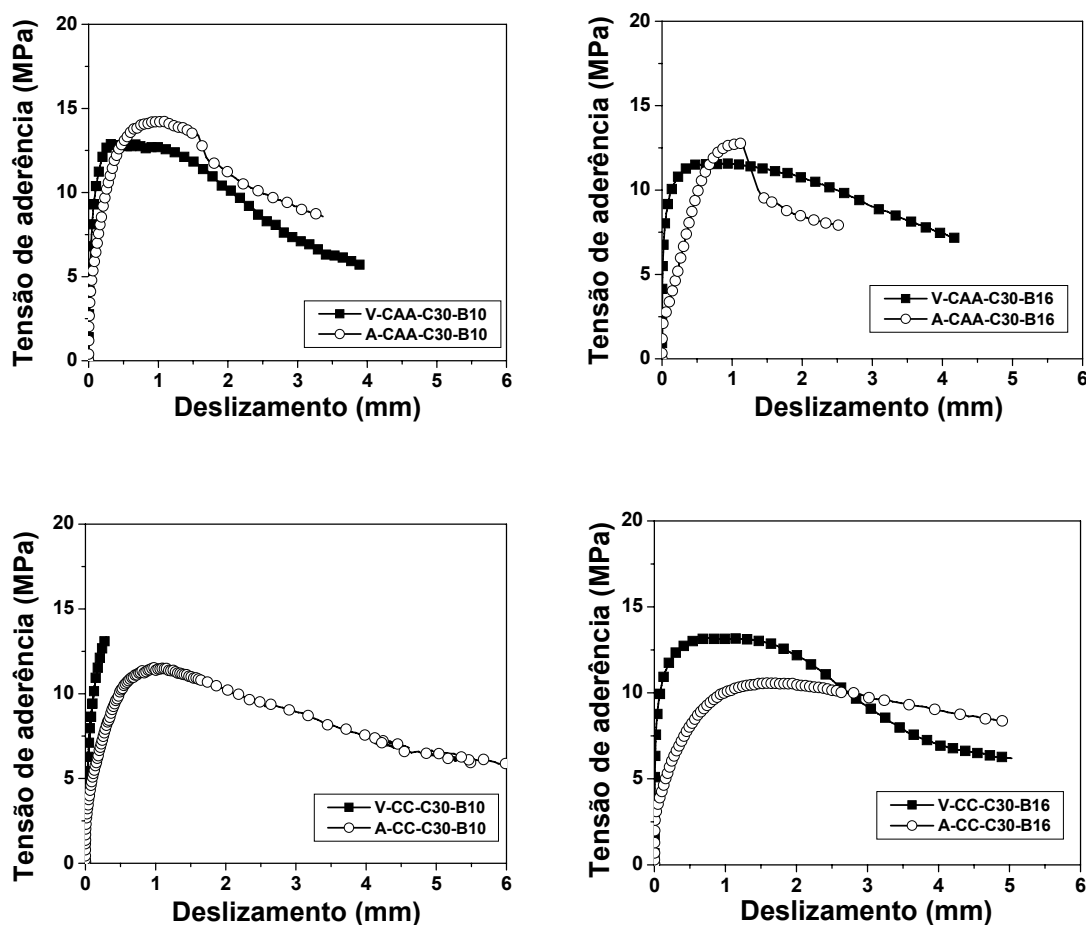 20
15
10
5
0
Tensão de aderência (MPa)
V-CAA-C30-B10
A-CAA-C30-B10
0 1 2 3 4 5 6
Deslizamento (mm)
20
15
10
5
0
Tensão de aderência (MPa)
V-CAA-C30-B16
A-CAA-C30-B16
0 1 2 3 4 5 6
Deslizamento (mm)
20
15
10
5
0
Tensão de aderência (MPa)
V-CC-C30-B10
A-CC-C30-B10
0 1 2 3 4 5 6
Deslizamento (mm)
20
15
10
5
0
Tensão de aderência (MPa)
V-CC-C30-B16
A-CC-C30-B16
0 1 2 3 4 5 6
Deslizamento (mm)